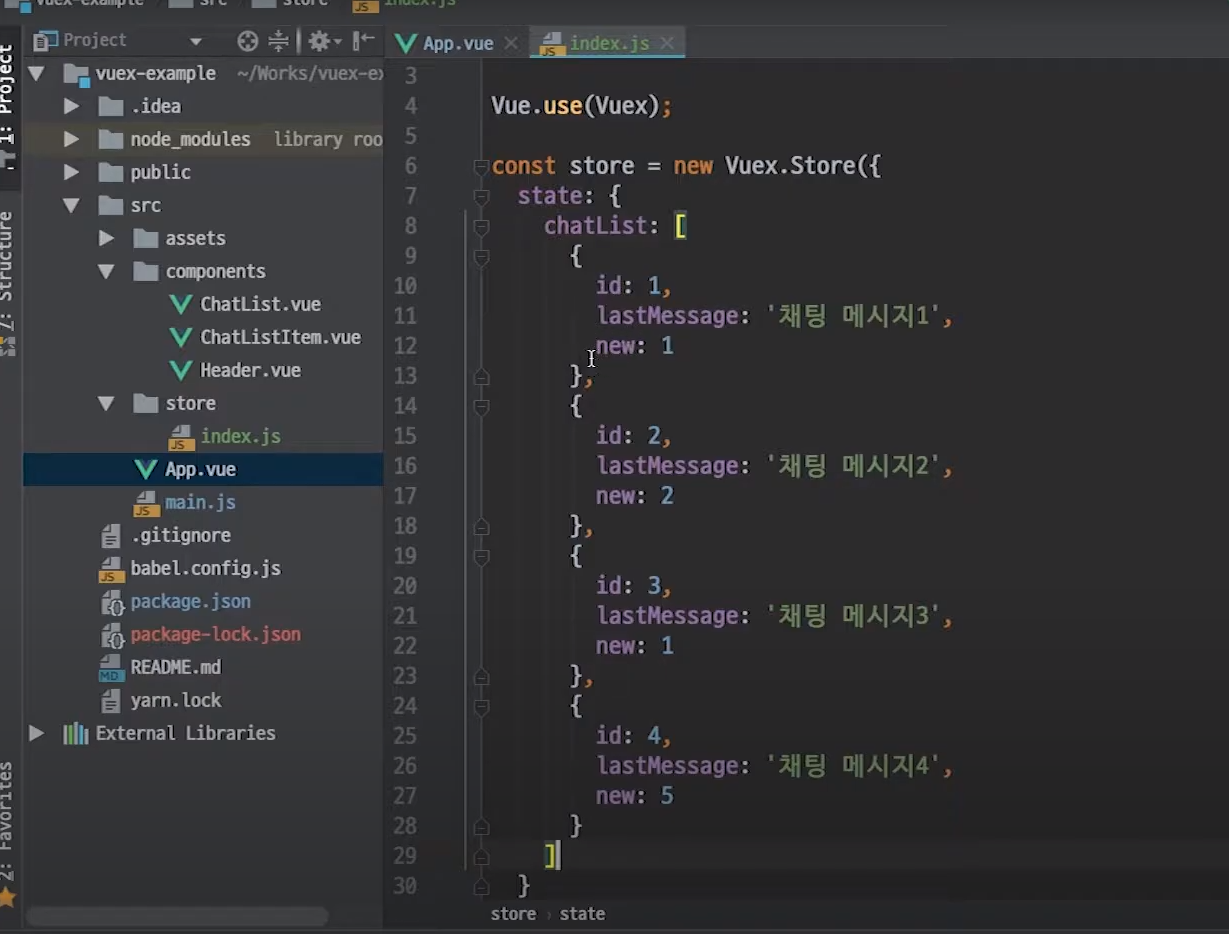 vuex-example src store index.js
Project
App.vue
index.js
1: Project
7: Structure
2: Favorites
vuex-example ~/Works/vuex-ex
.idea
node_modules library roo
public
src
assets
components
ChatList.vue
ChatListItem.vue
Header.vue
store
index.js
App.vue
main.js
.gitignore
babel.config.js
package.json
package-lock.json
README.md
yarn.lock
External Libraries
3
4 Vue.use(Vuex);
5
6 const store = new Vuex.Store({
7 state: {
8 chatList: [
9 {
10 id: 1,
11 lastMessage: '채팅 메시지1',
12 new: 1
13 },
14 {
15 id: 2,
16 lastMessage: '채팅 메시지2',
17 new: 2
18 },
19 {
20 id: 3,
21 lastMessage: '채팅 메시지3',
22 new: 1
23 },
24 {
25 id: 4,
26 lastMessage: '채팅 메시지4',
27 new: 5
28 }
29 ]
30 }
store › state